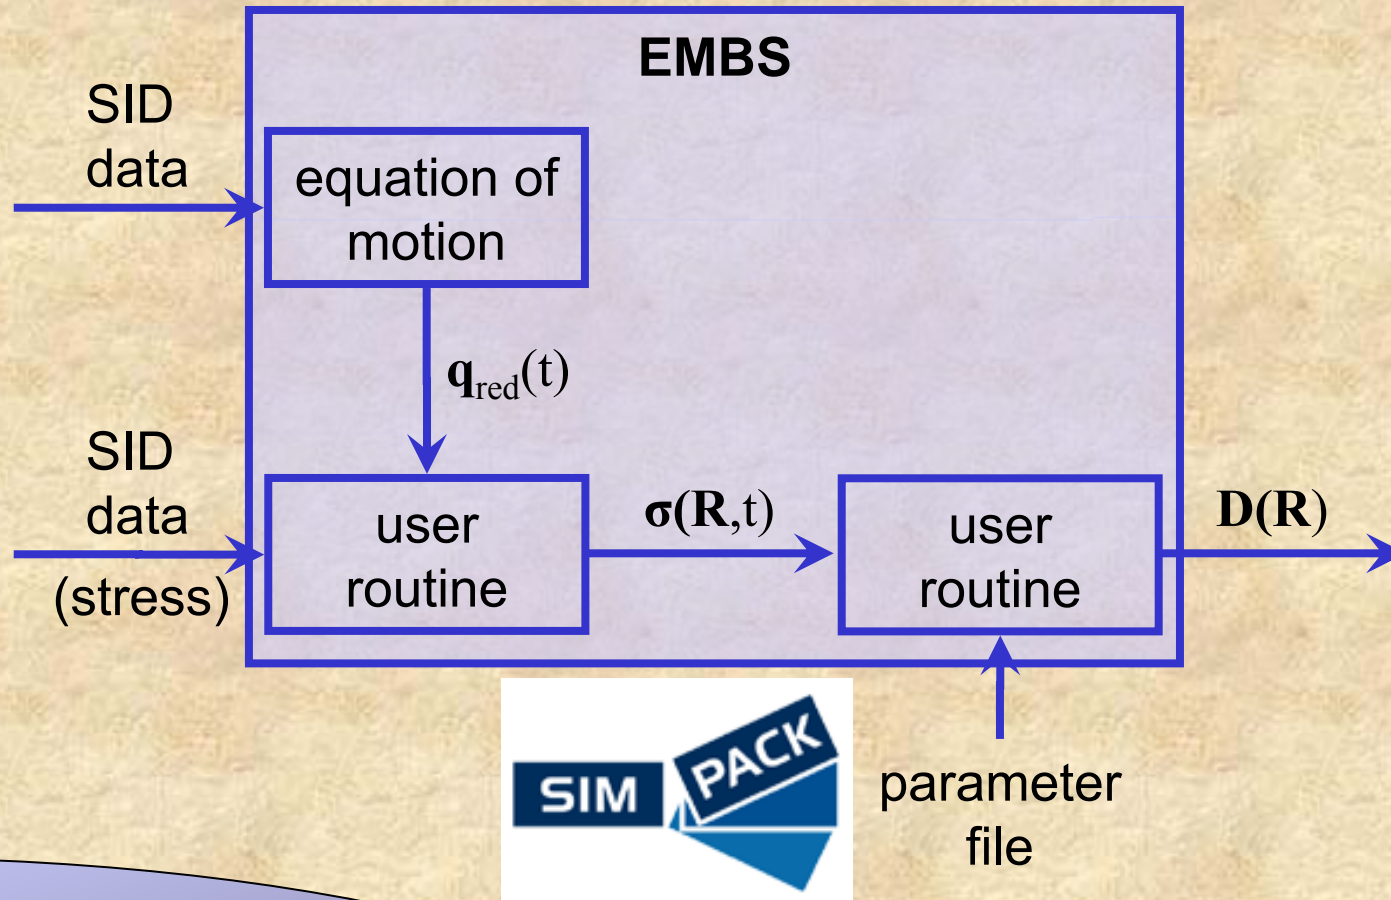 EMBS
SID
data
equation of
motion
q_red(t)
SID
data
(stress)
user
routine
σ(R,t)
user
routine
D(R)
SIM
PACK
parameter
file